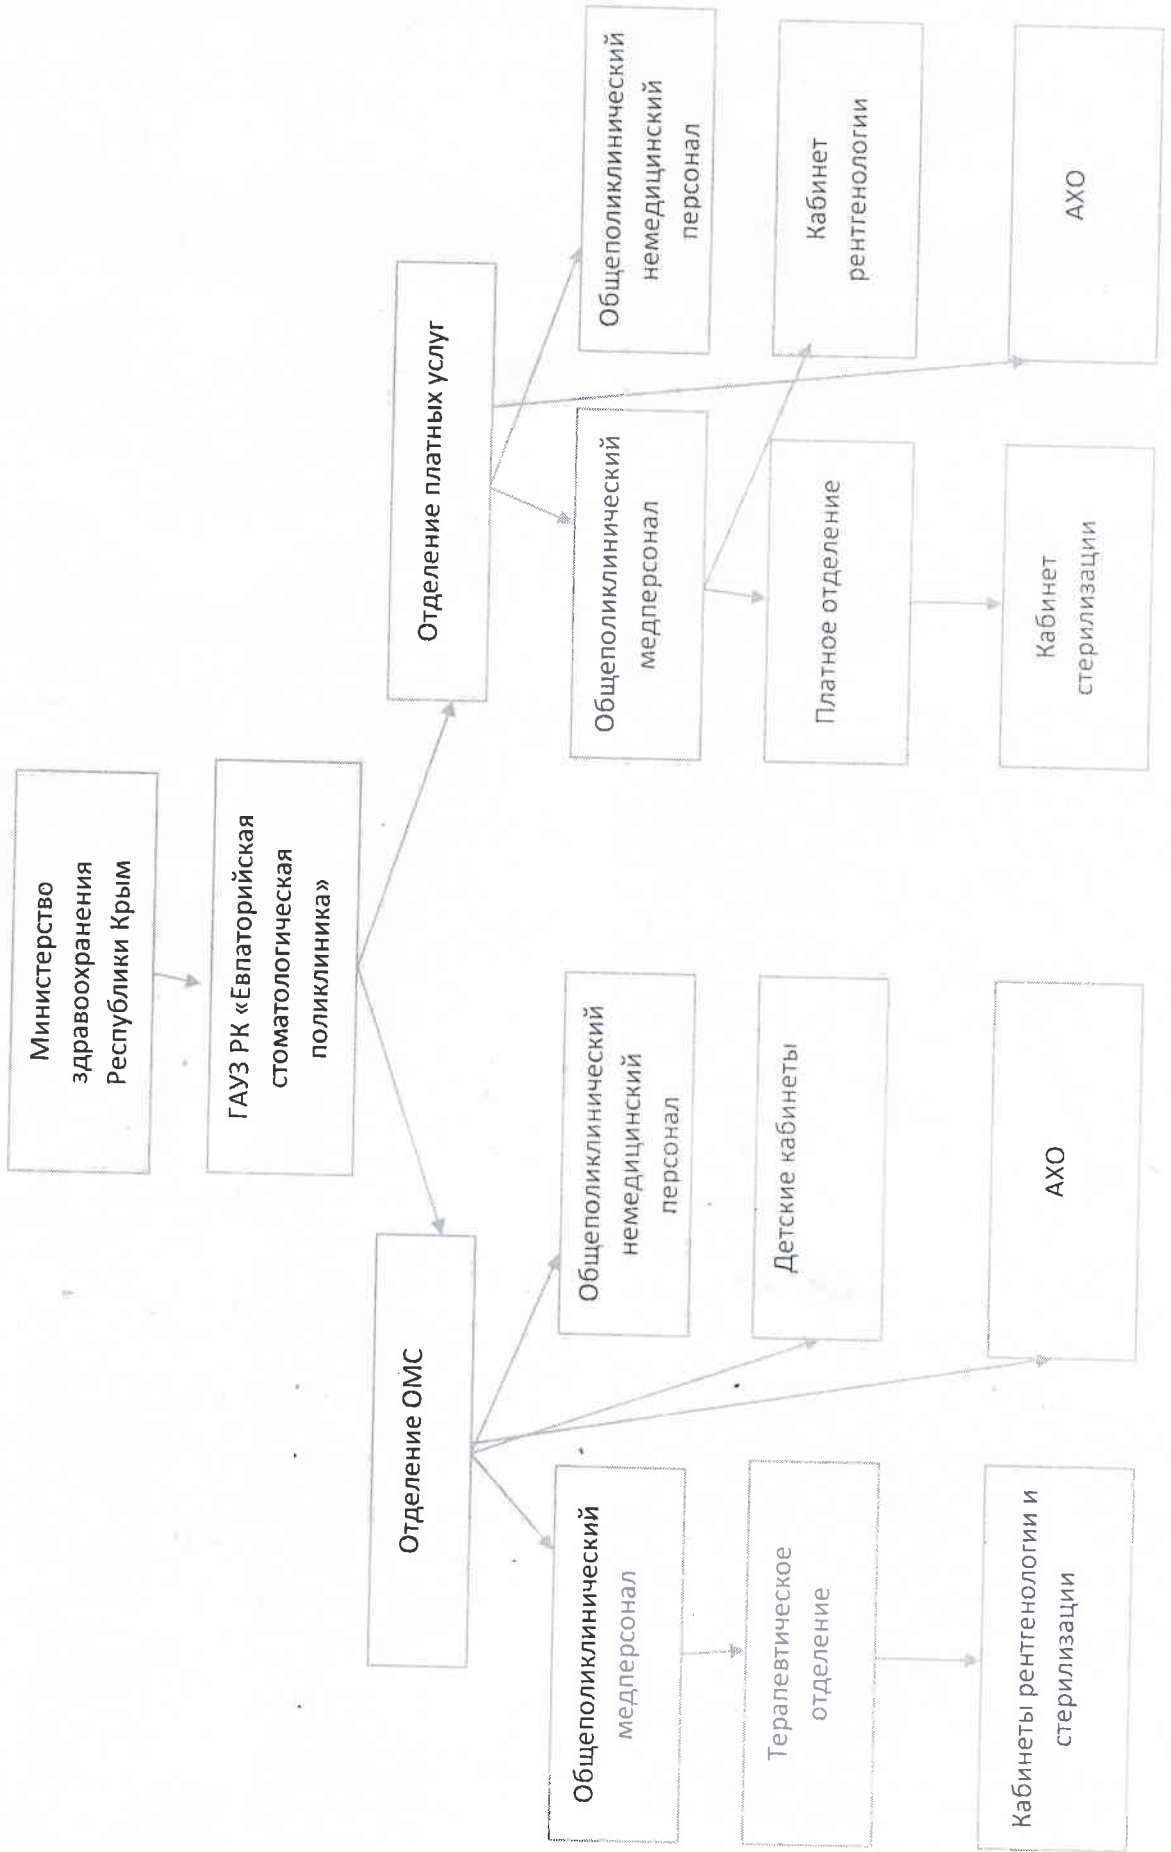 Министерство
здравоохранения
Республики Крым
ГАУЗ РК «Евпаторийская
стоматологическая
поликлиника»
Отделение ОМС
Отделение платных услуг
Общеполиклинический
медперсонал
Общеполиклинический
немедицинский
персонал
Общеполиклинический
медперсонал
Общеполиклинический
немедицинский
персонал
Терапевтическое
отделение
Детские кабинеты
Платное отделение
Кабинет
рентгенологии
Кабинеты рентгенологии и
стерилизации
АХО
Кабинет
стерилизации
АХО